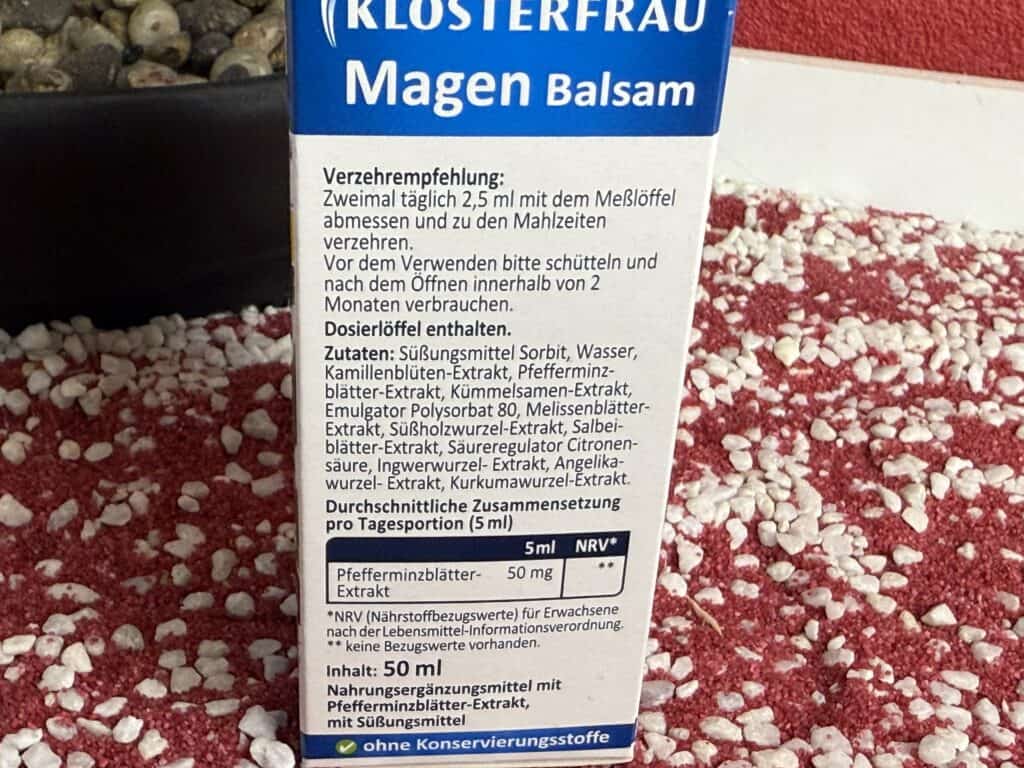 KLOSTERFRAU
Magen Balsam
Verzehrempfehlung:
Zweimal täglich 2,5 ml mit dem Meßlöffel
abmessen und zu den Mahlzeiten
verzehren.
Vor dem Verwenden bitte schütteln und
nach dem Öffnen innerhalb von 2
Monaten verbrauchen.
Dosierlöffel enthalten.
Zutaten: Süßungsmittel Sorbit, Wasser,
Kamillenblüten-Extrakt, Pfefferminz-
blätter-Extrakt, Kümmelsamen-Extrakt,
Emulgator Polysorbat 80, Melissenblätter-
Extrakt, Süßholzwurzel-Extrakt, Salbei-
blätter-Extrakt, Säureregulator Citronen-
säure, Ingwerwurzel- Extrakt, Angelika-
wurzel- Extrakt, Kurkumawurzel-Extrakt.
Durchschnittliche Zusammensetzung
pro Tagesportion (5 ml)
5ml NRV*
Pfefferminzblätter- 50 mg **
Extrakt
*NRV (Nährstoffbezugswerte) für Erwachsene
nach der Lebensmittel-Informationsverordnung.
** keine Bezugswerte vorhanden.
Inhalt: 50 ml
Nahrungsergänzungsmittel mit
Pfefferminzblätter-Extrakt,
mit Süßungsmittel
ohne Konservierungsstoffe